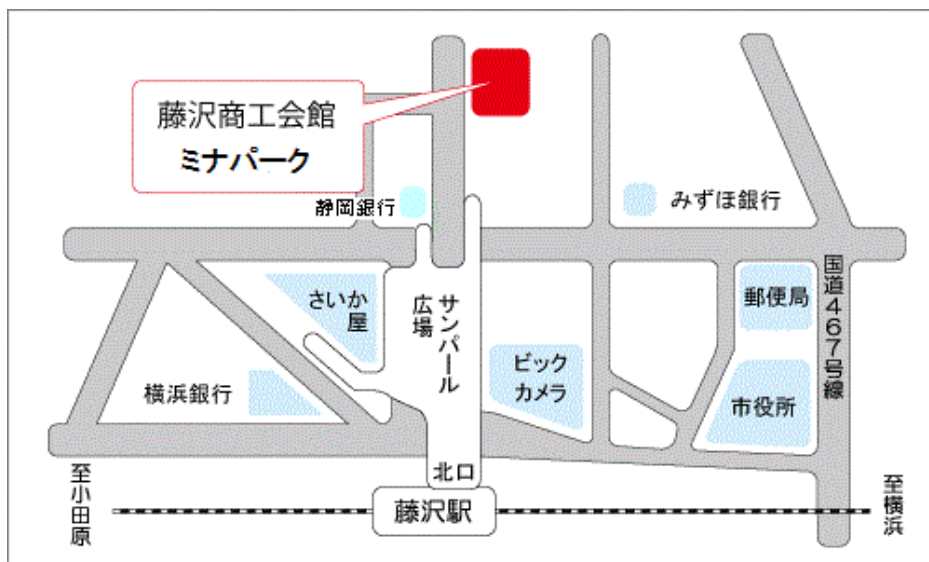 藤沢商工会館
ミナパーク
静岡銀行
みずほ銀行
さいか
屋
サンパール
広場
ビック
カメラ
郵便局
国道467号線
横浜銀行
市役所
北口
至小田原
藤沢駅
至横浜